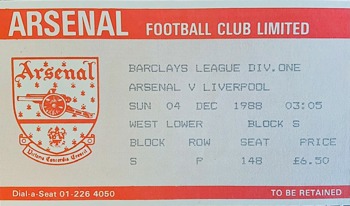 ARSENAL FOOTBALL CLUB LIMITED
Arsenal
Victoria Concordia Crescit
BARCLAYS LEAGUE DIV.ONE
ARSENAL V LIVERPOOL
SUN 04 DEC 1988 03:05
WEST LOWER BLOCK S
BLOCK ROW SEAT PRICE
S P 148 £6.50
Dial-a-Seat 01-226 4050 TO BE RETAINED